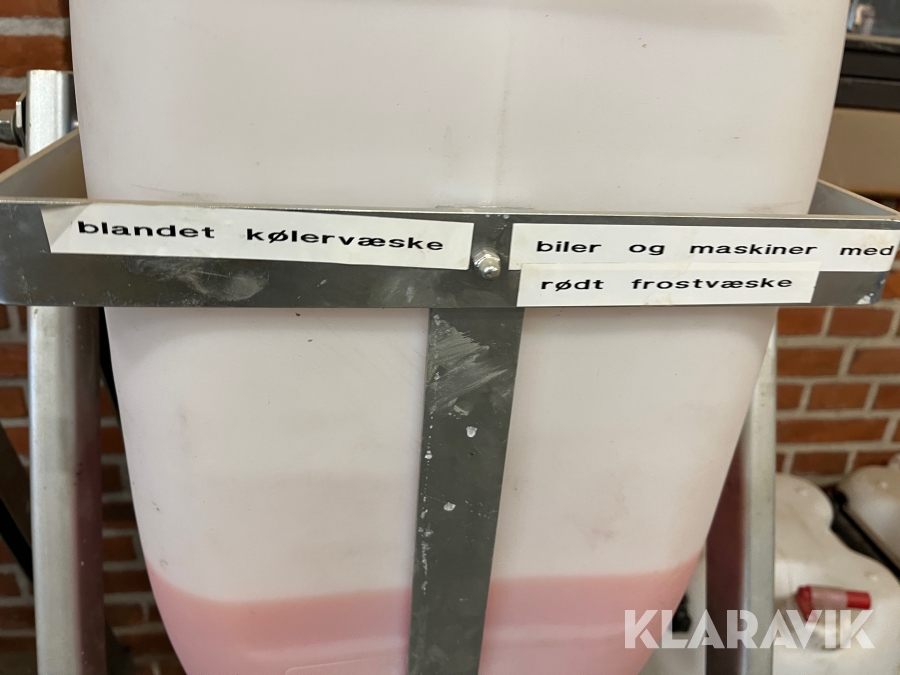 blandet kølervæske
biler og maskiner med
rødt frostvæske
KLARAVIK